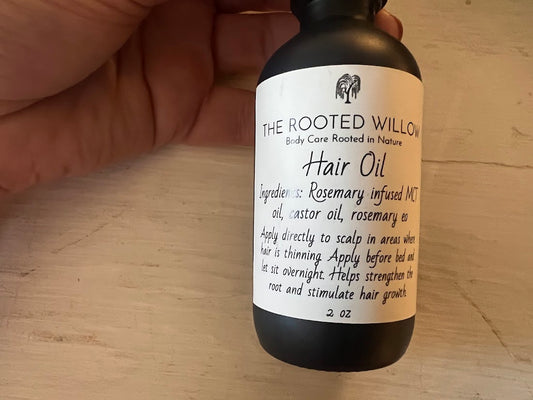 THE ROOTED WILLOW
Body Care Rooted in Nature
Hair Oil
Ingredients: Rosemary infused MCT
oil, castor oil, rosemary eo
Apply directly to scalp in areas where
hair is thinning. Apply before bed and
let sit overnight. Helps strengthen the
root and stimulate hair growth.
2 oz